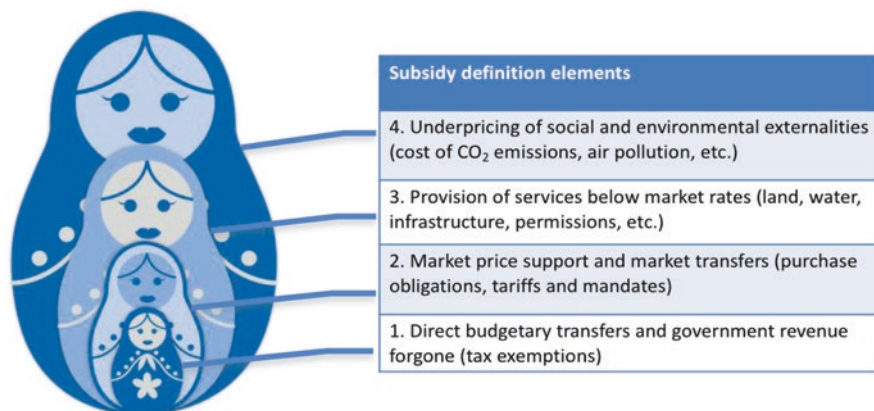 Subsidy definition elements
4. Underpricing of social and environmental externalities
(cost of CO₂ emissions, air pollution, etc.)
3. Provision of services below market rates (land, water,
infrastructure, permissions, etc.)
2. Market price support and market transfers (purchase
obligations, tariffs and mandates)
1. Direct budgetary transfers and government revenue
forgone (tax exemptions)